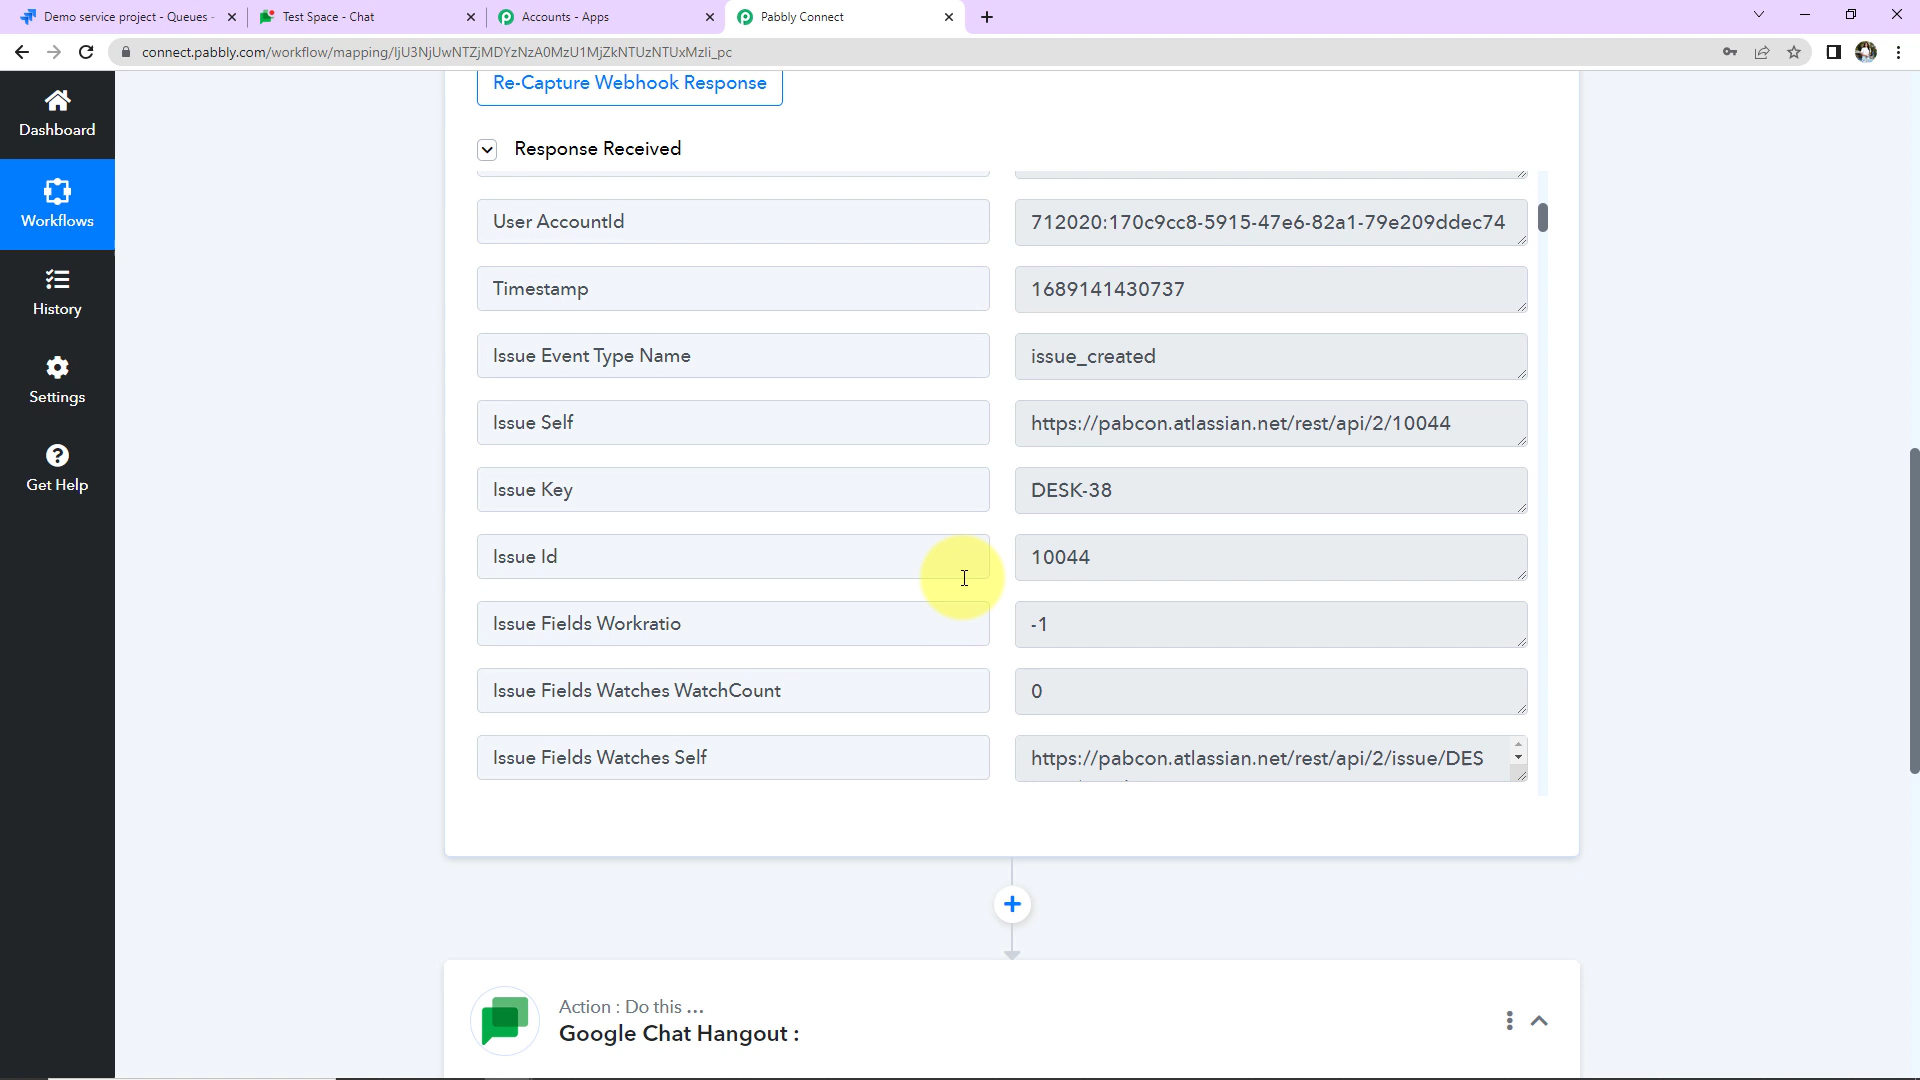 Demo service project - Queues -
Test Space - Chat
Accounts - Apps
Pabbly Connect
connect.pabbly.com/workflow/mapping/IjU3NjUwNTZjMDYzNzA0MzU1MjZkNTUzNTUxMzIi_pc
Dashboard
Workflows
History
Settings
Get Help
Re-Capture Webhook Response
Response Received
User AccountId
712020:170c9cc8-5915-47e6-82a1-79e209ddec74
Timestamp
1689141430737
Issue Event Type Name
issue_created
Issue Self
https://pabcon.atlassian.net/rest/api/2/10044
Issue Key
DESK-38
Issue Id
10044
Issue Fields Workratio
-1
Issue Fields Watches WatchCount
0
Issue Fields Watches Self
https://pabcon.atlassian.net/rest/api/2/issue/DES
Action : Do this ...
Google Chat Hangout :